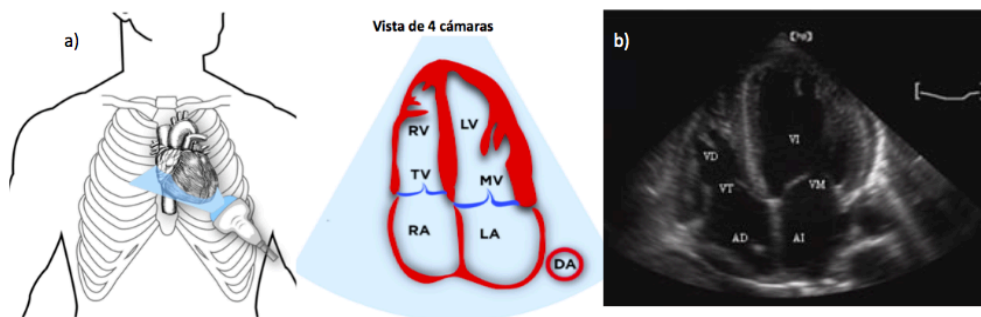 a)
Vista de 4 cámaras
b)
RV
LV
TV
MV
RA
LA
DA
VD
VI
VT
VM
AD
AI